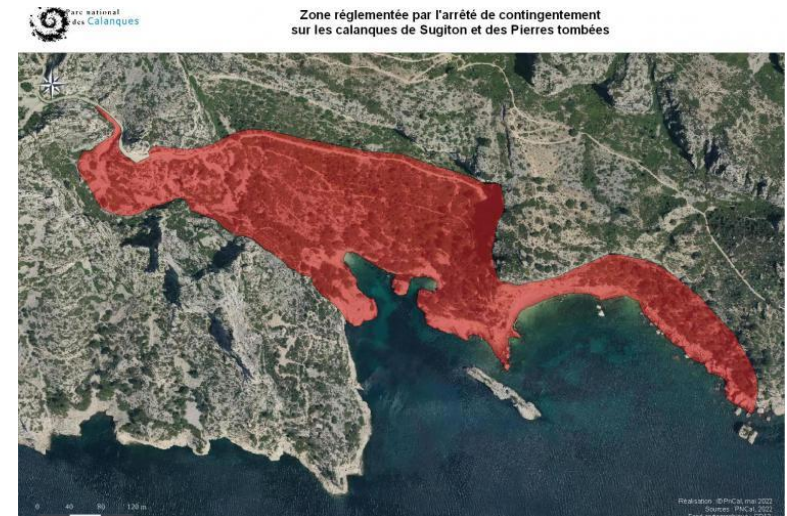 Parc national
des Calanques
Zone réglementée par l'arrêté de contingentement
sur les calanques de Sugiton et des Pierres tombées
0 40 80 120 m
Réalisation : ©PNCal, mai 2022
Sources : PNCal, 2022